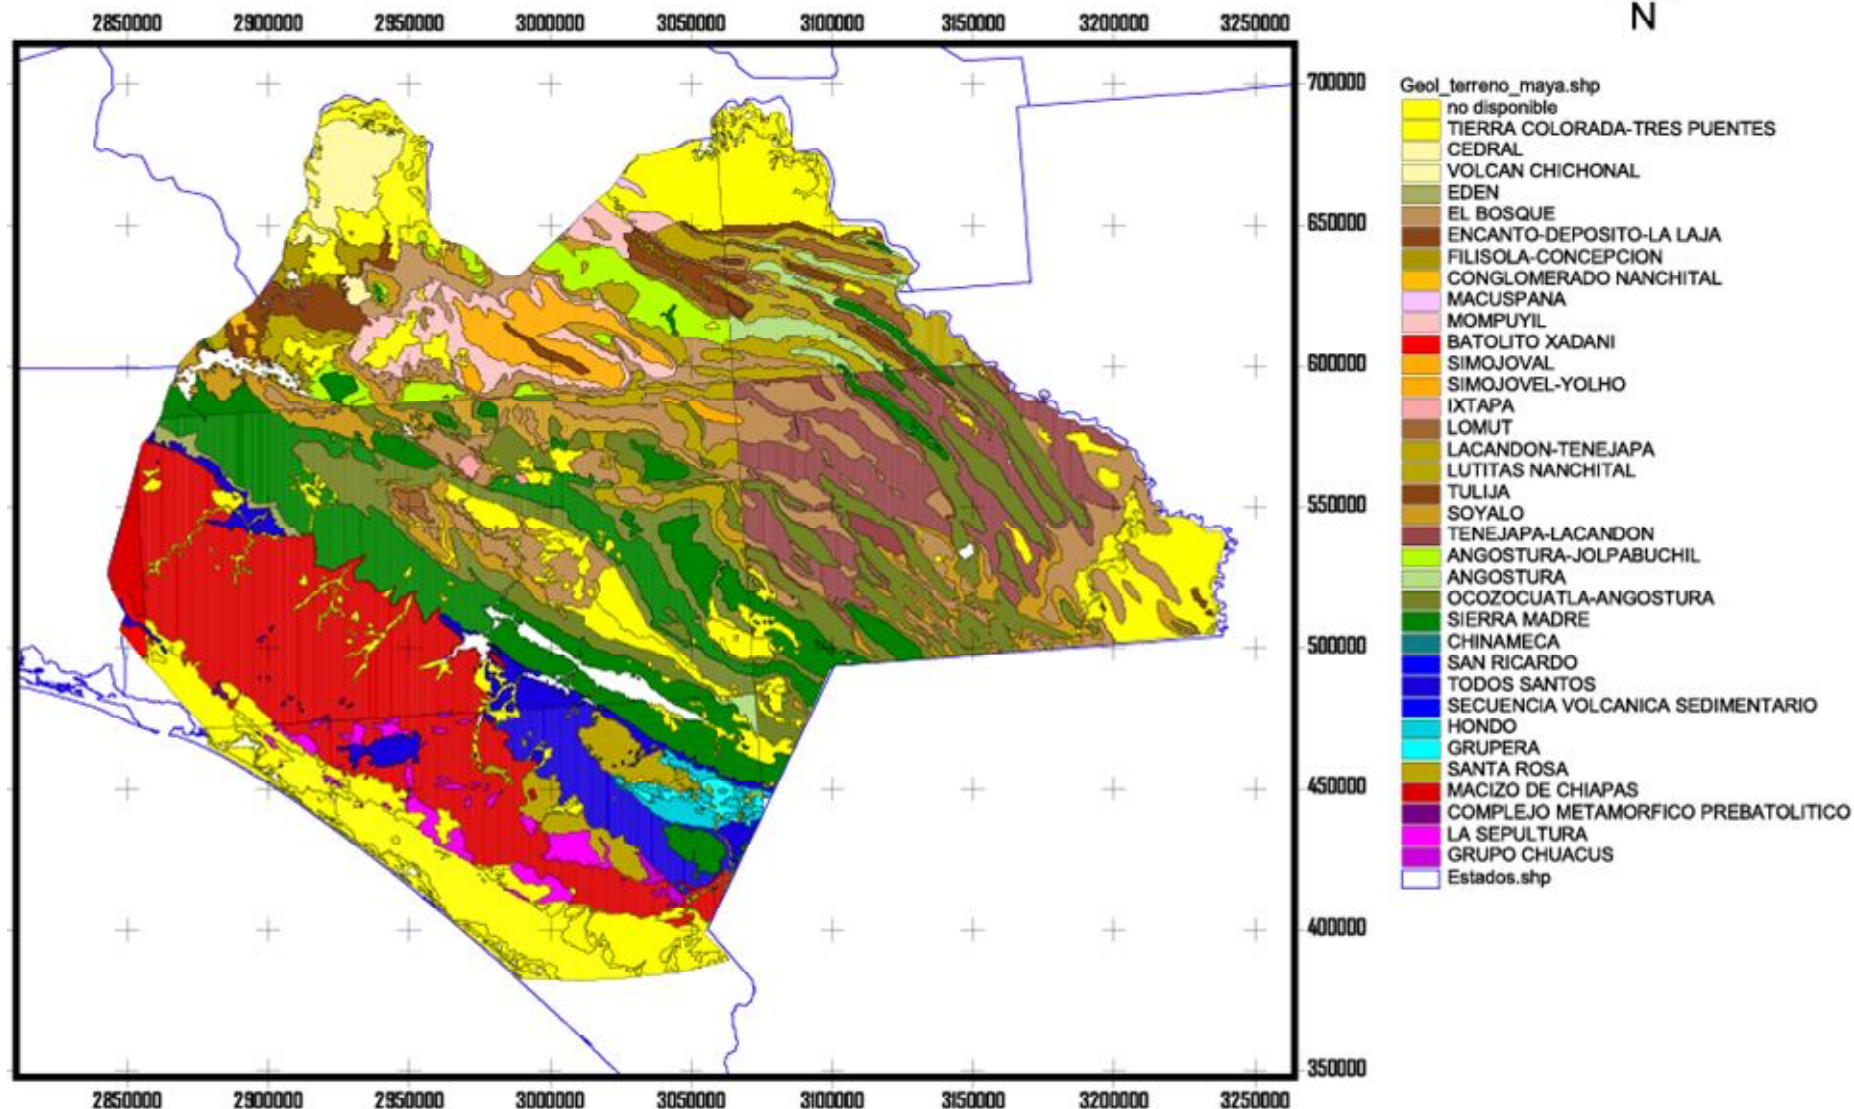 2850000 2900000 2950000 3000000 3050000 3100000 3150000 3200000 3250000
N
700000
650000
600000
550000
500000
450000
400000
350000
Geol_terreno_maya.shp
no disponible
TIERRA COLORADA-TRES PUENTES
CEDRAL
VOLCAN CHICHONAL
EDEN
EL BOSQUE
ENCANTO-DEPOSITO-LA LAJA
FILISOLA-CONCEPCION
CONGLOMERADO NANCHITAL
MACUSPANA
MOMPUYIL
BATOLITO XADANI
SIMOJOVAL
SIMOJOVEL-YOLHO
IXTAPA
LOMUT
LACANDON-TENEJAPA
LUTITAS NANCHITAL
TULIJA
SOYALO
TENEJAPA-LACANDON
ANGOSTURA-JOLPABUCHIL
ANGOSTURA
OCOZOCUATLA-ANGOSTURA
SIERRA MADRE
CHINAMECA
SAN RICARDO
TODOS SANTOS
SECUENCIA VOLCANICA SEDIMENTARIO
HONDO
GRUPERA
SANTA ROSA
MACIZO DE CHIAPAS
COMPLEJO METAMORFICO PREBATOLITICO
LA SEPULTURA
GRUPO CHUACUS
Estados.shp
2850000 2900000 2950000 3000000 3050000 3100000 3150000 3200000 3250000